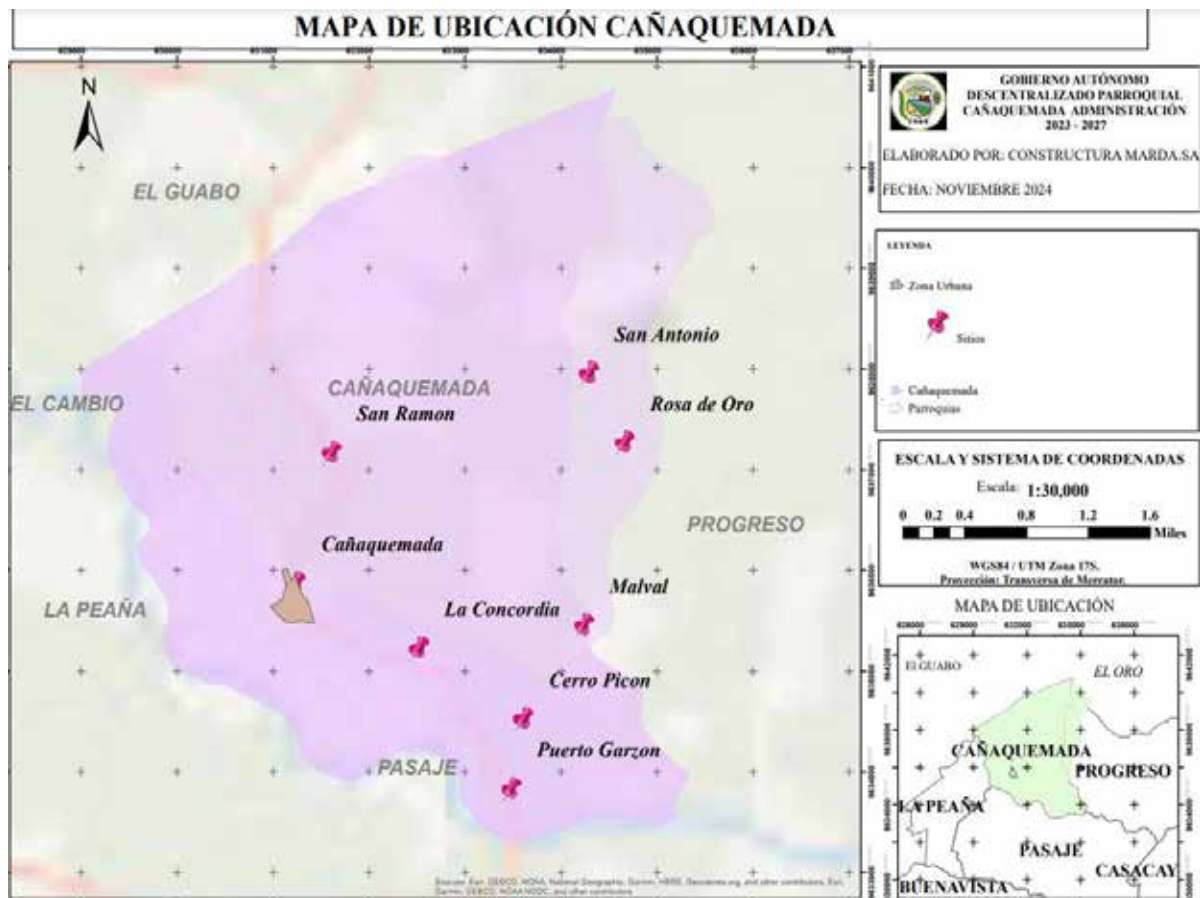 MAPA DE UBICACIÓN CAÑAQUEMADA
N
EL GUABO
San Antonio
CAÑAQUEMADA
EL CAMBIO
Rosa de Oro
San Ramon
PROGRESO
Cañaquemada
Malval
LA PEAÑA
La Concordia
Cerro Picon
Puerto Garzon
PASAJE
GOBIERNO AUTÓNOMO
DESCENTRALIZADO PARROQUIAL
CAÑAQUEMADA ADMINISTRACIÓN
2023 - 2027
ELABORADO POR: CONSTRUCTURA MARDA.SA
FECHA: NOVIEMBRE 2024
LEYENDA
Zona Urbana
Sitios
Cañaquemada
Parroquias
ESCALA Y SISTEMA DE COORDENADAS
Escala: 1:30,000
0 0.2 0.4 0.8 1.2 1.6
Miles
WGS84 / UTM Zona 17S.
Proyección: Transversa de Mercator.
MAPA DE UBICACIÓN
El GUABO
EL ORO
CAÑAQUEMADA
PROGRESO
LA PEAÑA
PASAJE
CASACAY
BUENAVISTA